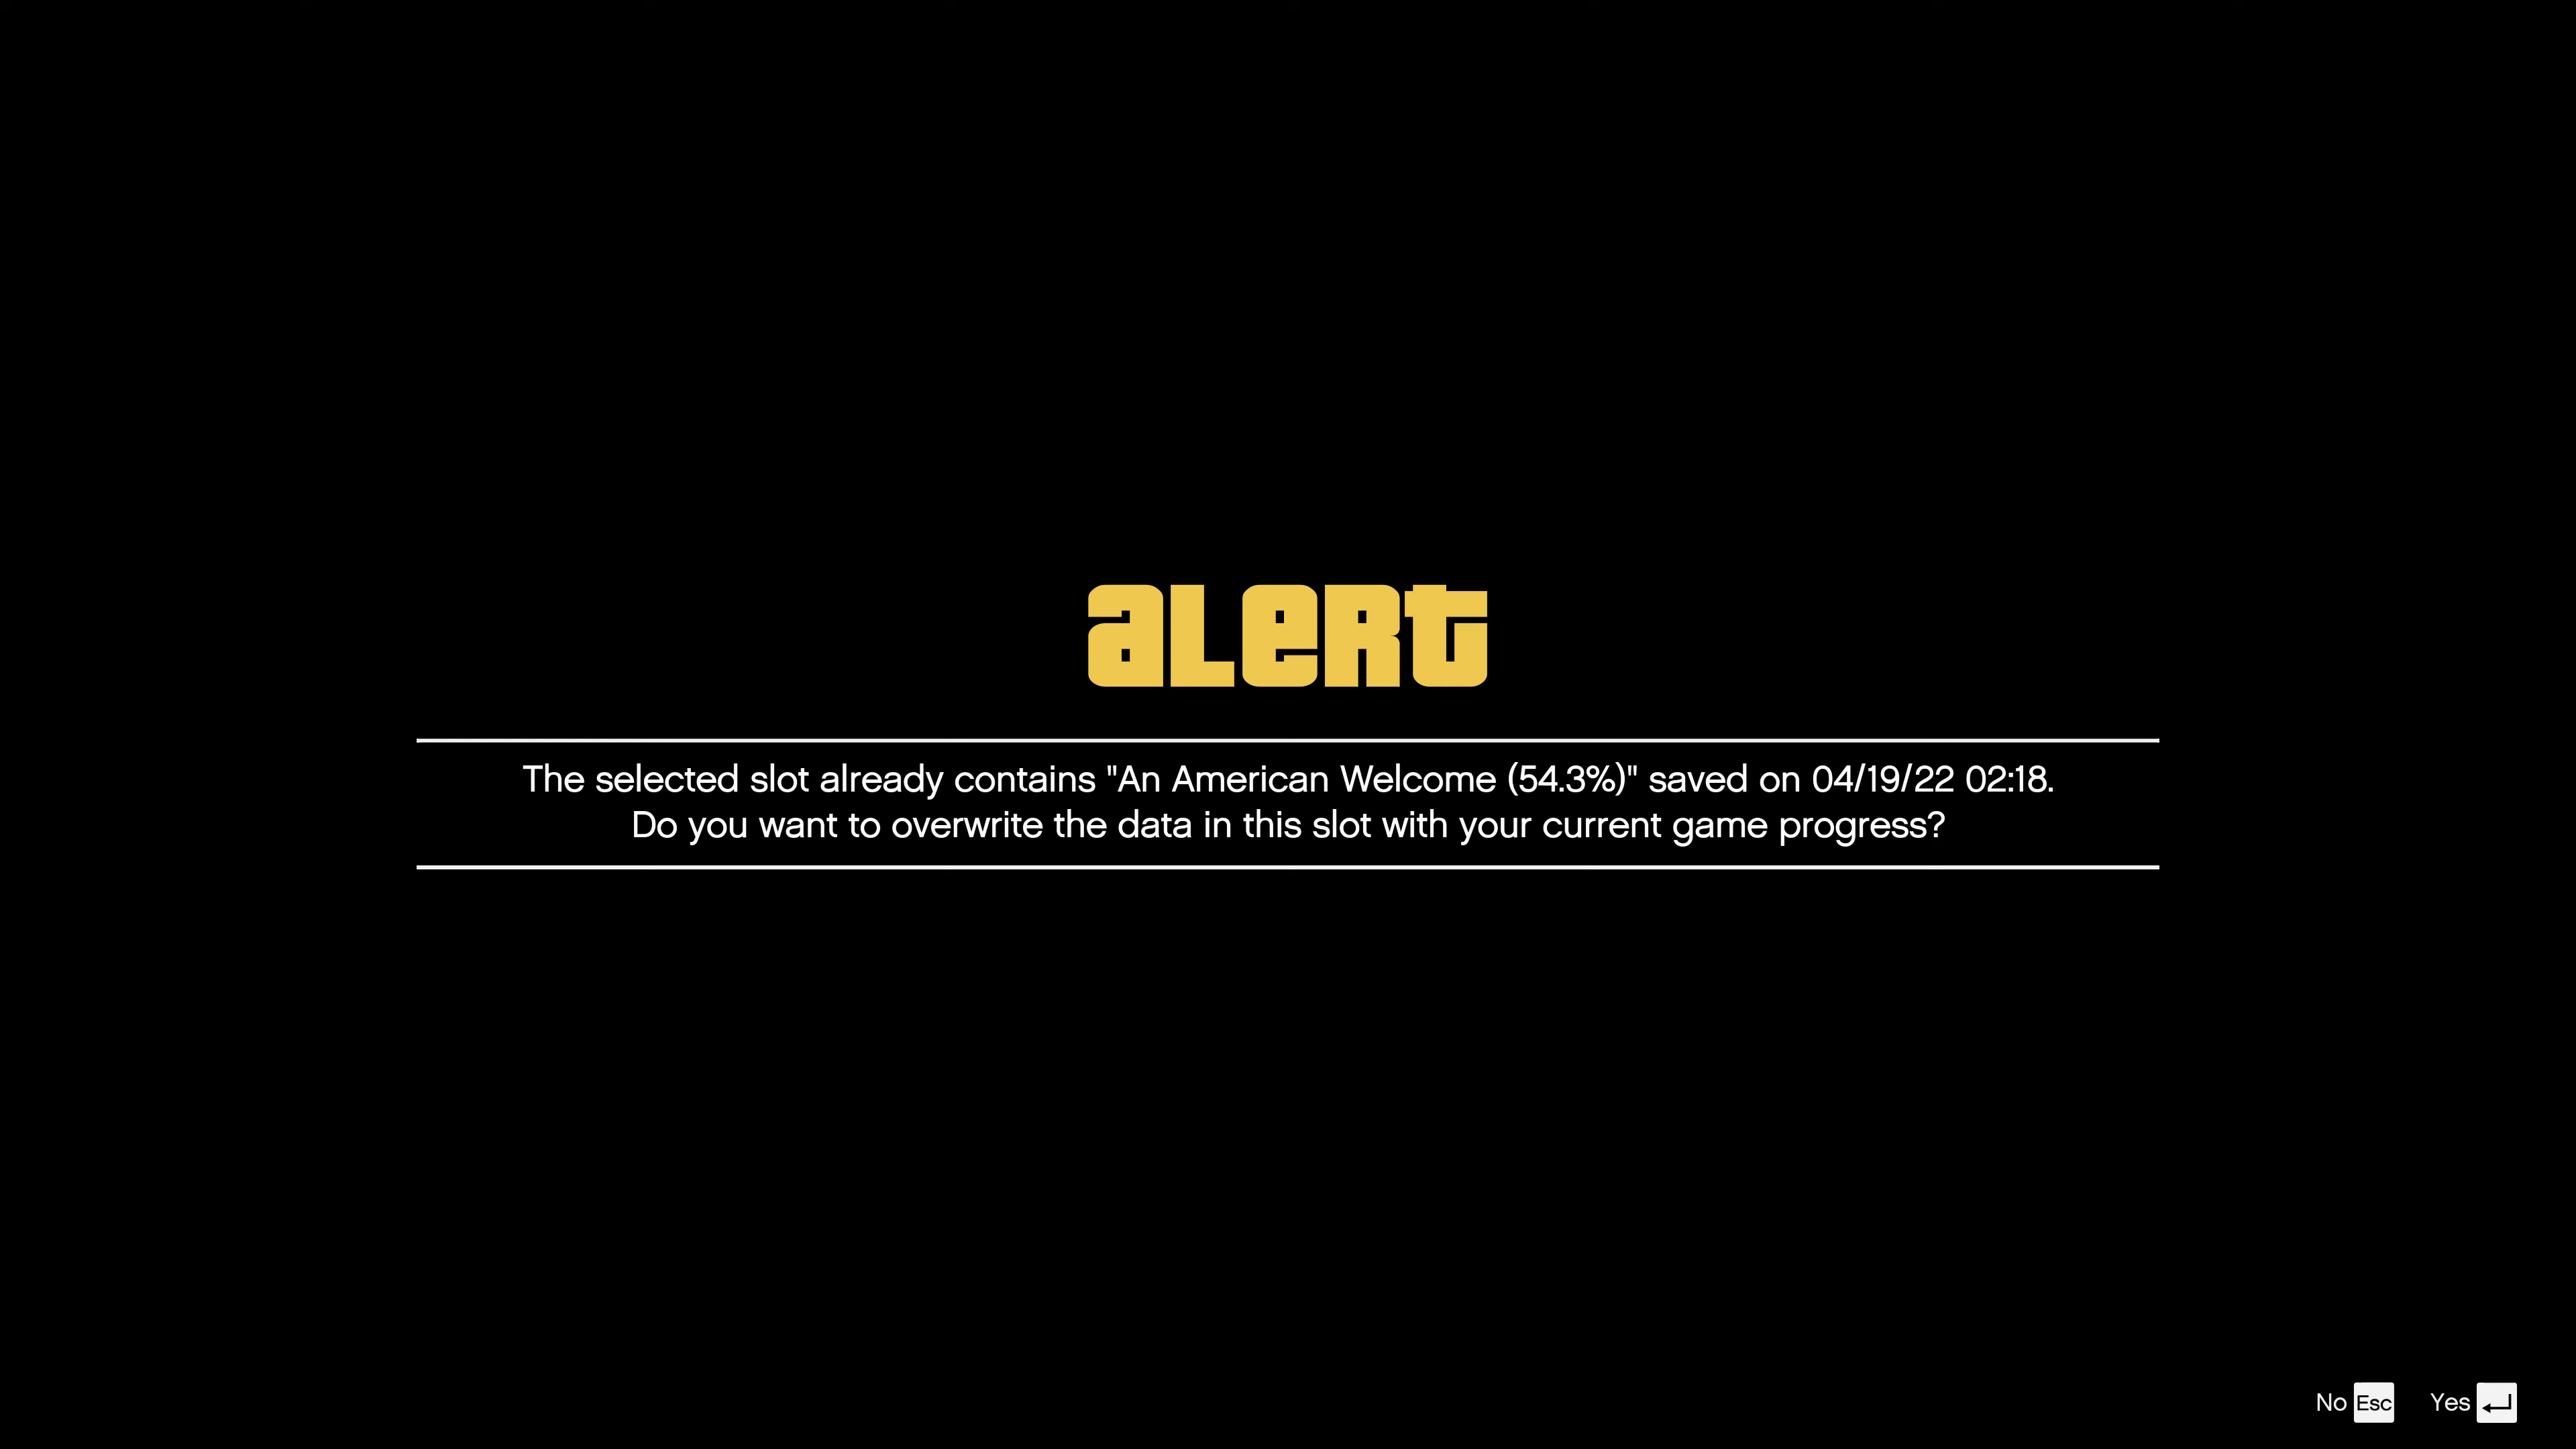 aLeRt
The selected slot already contains "An American Welcome (54.3%)" saved on 04/19/22 02:18.
Do you want to overwrite the data in this slot with your current game progress?
No Esc Yes